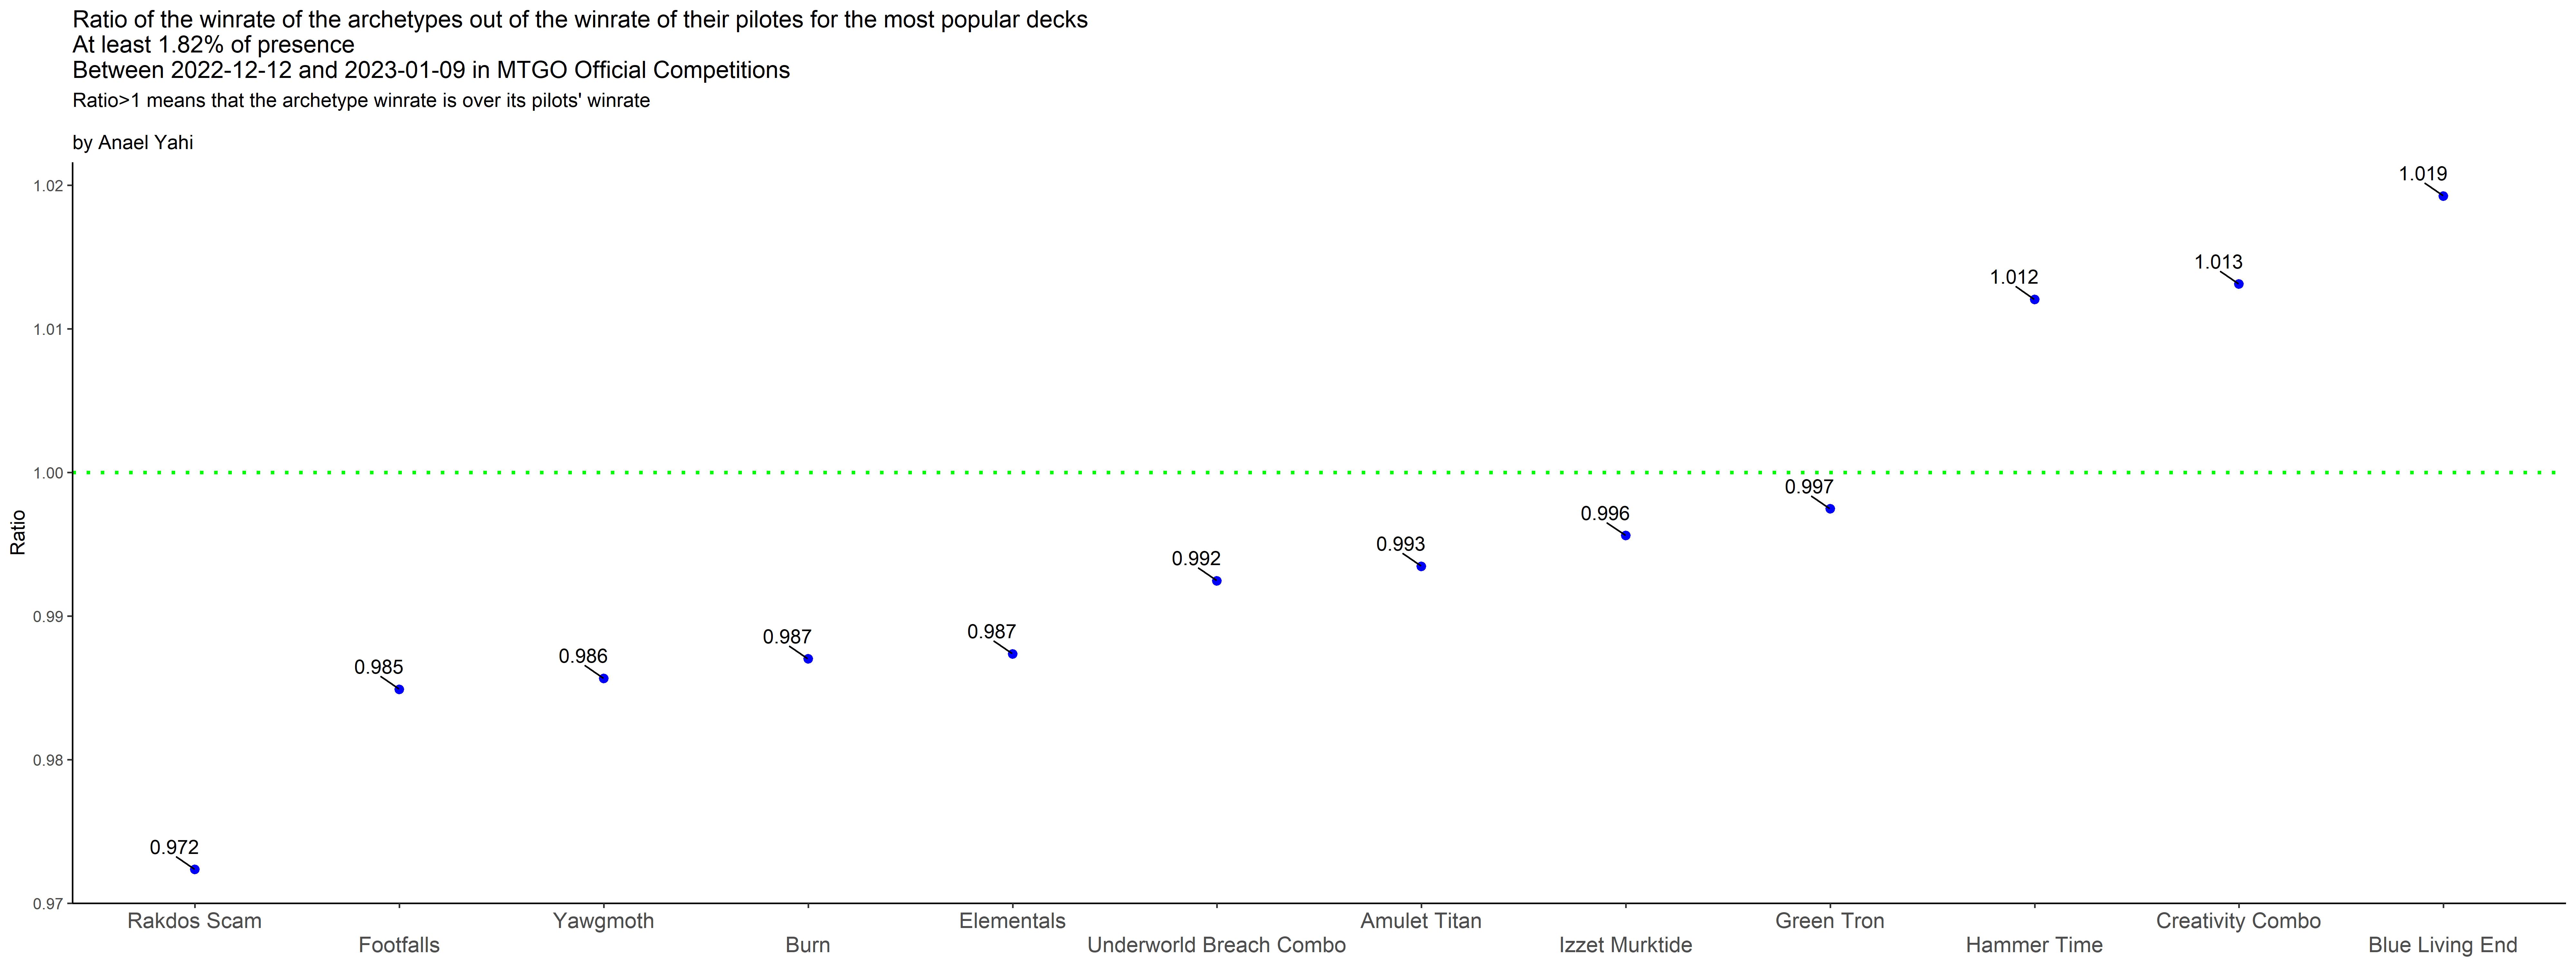 Ratio of the winrate of the archetypes out of the winrate of their pilotes for the most popular decks
At least 1.82% of presence
Between 2022-12-12 and 2023-01-09 in MTGO Official Competitions
Ratio>1 means that the archetype winrate is over its pilots' winrate
by Anael Yahi
1.02
1.01
1.00
0.99
0.98
0.97
Ratio
0.972
0.985
0.986
0.987
0.987
0.992
0.993
0.996
0.997
1.012
1.013
1.019
Rakdos Scam
Footfalls
Yawgmoth
Burn
Elementals
Underworld Breach Combo
Amulet Titan
Izzet Murktide
Green Tron
Hammer Time
Creativity Combo
Blue Living End